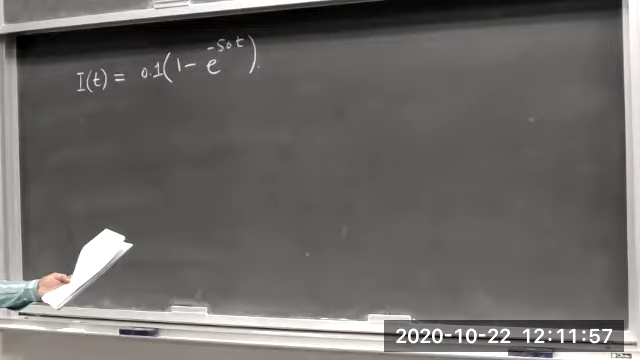 I(t) = 0.1(1 - e^{-50t}).
2020-10-22 12:11:57